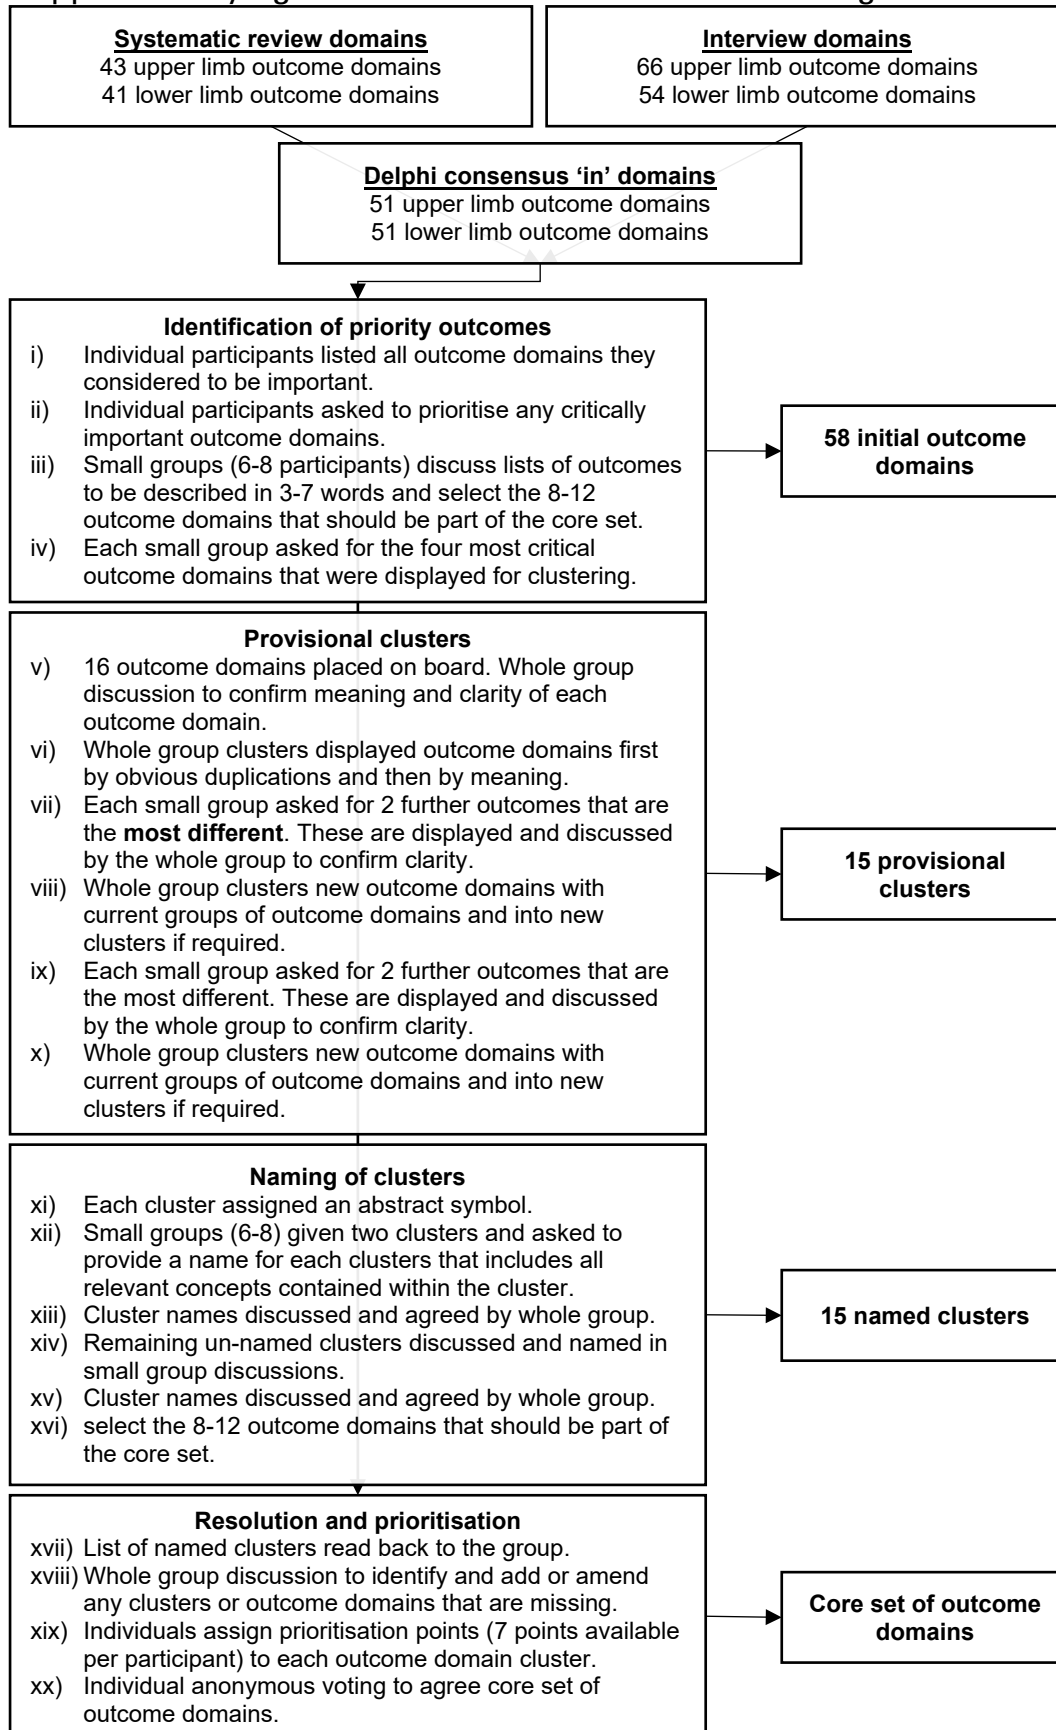 Systematic review domains
43 upper limb outcome domains
41 lower limb outcome domains
Interview domains
66 upper limb outcome domains
54 lower limb outcome domains
Delphi consensus ‘in’ domains
51 upper limb outcome domains
51 lower limb outcome domains
Identification of priority outcomes
i) Individual participants listed all outcome domains they
considered to be important.
ii) Individual participants asked to prioritise any critically
important outcome domains.
iii) Small groups (6-8 participants) discuss lists of outcomes
to be described in 3-7 words and select the 8-12
outcome domains that should be part of the core set.
iv) Each small group asked for the four most critical
outcome domains that were displayed for clustering.
58 initial outcome
domains
Provisional clusters
v) 16 outcome domains placed on board. Whole group
discussion to confirm meaning and clarity of each
outcome domain.
vi) Whole group clusters displayed outcome domains first
by obvious duplications and then by meaning.
vii) Each small group asked for 2 further outcomes that are
the most different. These are displayed and discussed
by the whole group to confirm clarity.
viii) Whole group clusters new outcome domains with
current groups of outcome domains and into new
clusters if required.
ix) Each small group asked for 2 further outcomes that are
the most different. These are displayed and discussed
by the whole group to confirm clarity.
x) Whole group clusters new outcome domains with
current groups of outcome domains and into new
clusters if required.
15 provisional
clusters
Naming of clusters
xi) Each cluster assigned an abstract symbol.
xii) Small groups (6-8) given two clusters and asked to
provide a name for each clusters that includes all
relevant concepts contained within the cluster.
xiii) Cluster names discussed and agreed by whole group.
xiv) Remaining un-named clusters discussed and named in
small group discussions.
xv) Cluster names discussed and agreed by whole group.
xvi) select the 8-12 outcome domains that should be part of
the core set.
15 named clusters
Resolution and prioritisation
xvii) List of named clusters read back to the group.
xviii) Whole group discussion to identify and add or amend
any clusters or outcome domains that are missing.
xix) Individuals assign prioritisation points (7 points available
per participant) to each outcome domain cluster.
xx) Individual anonymous voting to agree core set of
outcome domains.
Core set of outcome
domains